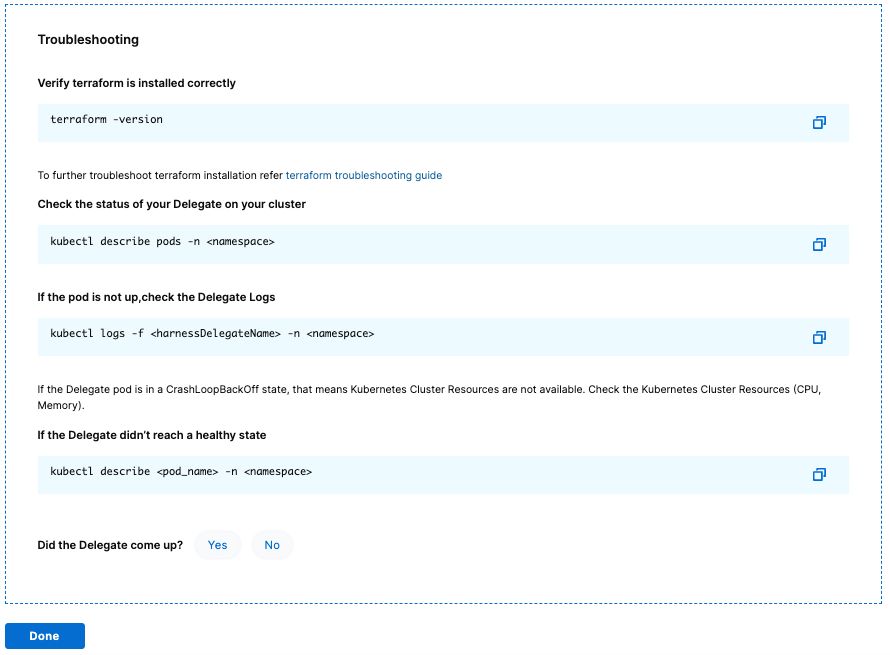 Troubleshooting
Verify terraform is installed correctly
terraform -version
To further troubleshoot terraform installation refer terraform troubleshooting guide
Check the status of your Delegate on your cluster
kubectl describe pods -n <namespace>
If the pod is not up,check the Delegate Logs
kubectl logs -f <harnessDelegateName> -n <namespace>
If the Delegate pod is in a CrashLoopBackOff state, that means Kubernetes Cluster Resources are not available. Check the Kubernetes Cluster Resources (CPU,
Memory).
If the Delegate didn’t reach a healthy state
kubectl describe <pod_name> -n <namespace>
Did the Delegate come up? Yes No
Done